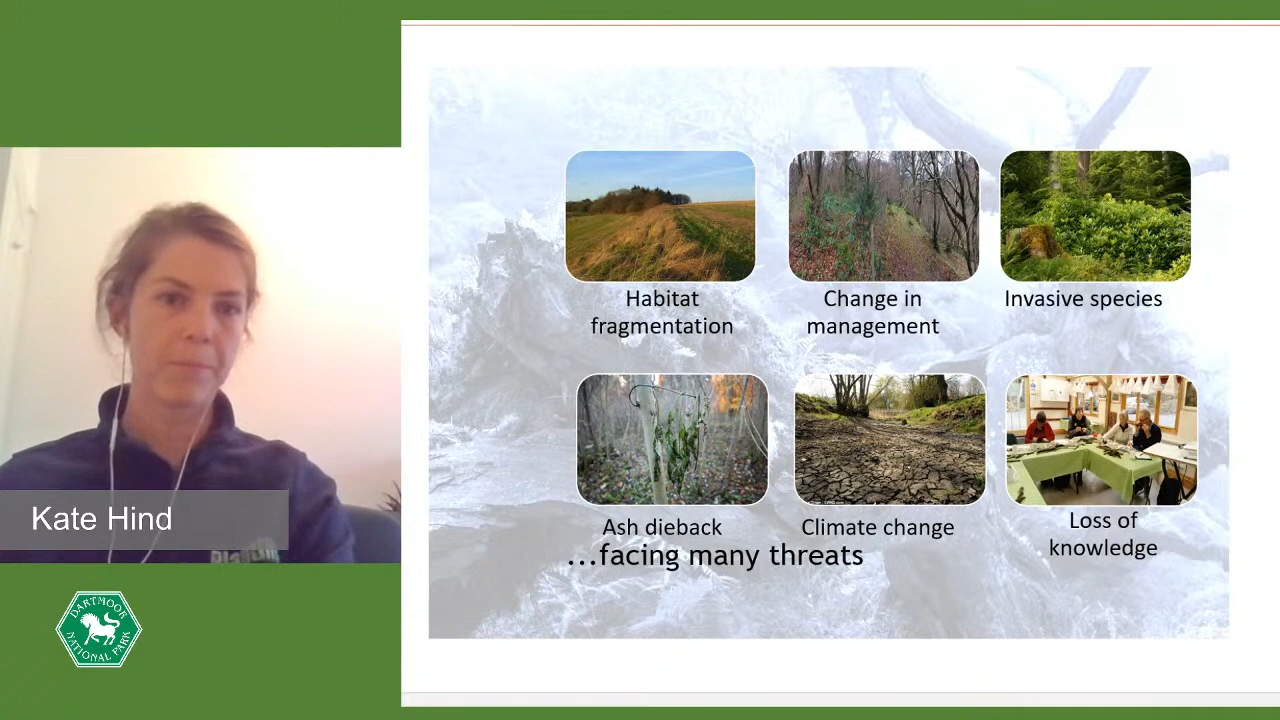 Kate Hind
DARTMOOR
NATIONAL PARK
Habitat
fragmentation
Change in
management
Invasive species
Ash dieback
Climate change
Loss of
knowledge
...facing many threats